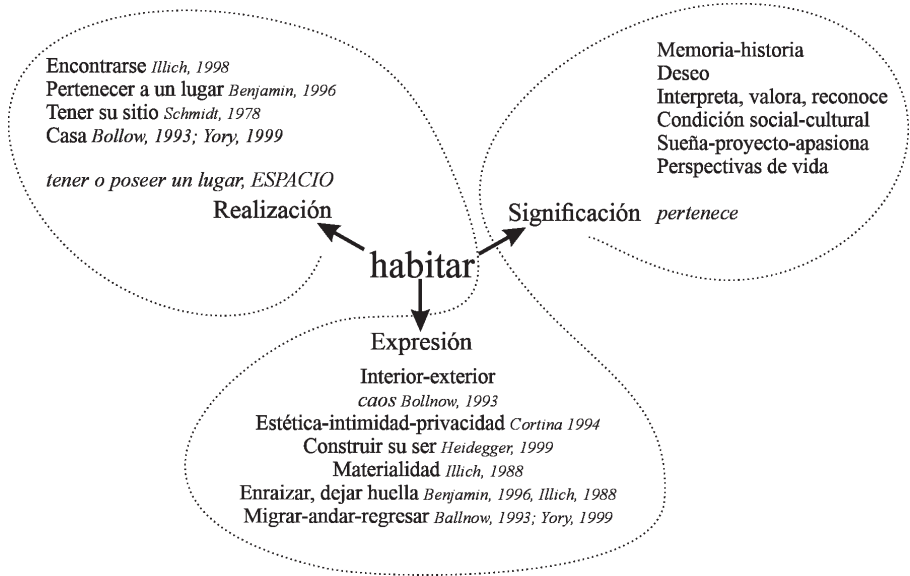 Encontrarse Illich, 1998
Pertenecer a un lugar Benjamin, 1996
Tener su sitio Schmidt, 1978
Casa Bollow, 1993; Yory, 1999
tener o poseer un lugar, ESPACIO
Realización
Memoria-historia
Deseo
Interpreta, valora, reconoce
Condición social-cultural
Sueña-proyecto-apasiona
Perspectivas de vida
Significación pertenece
habitar
Expresión
Interior-exterior
caos Bollnow, 1993
Estética-intimidad-privacidad Cortina 1994
Construir su ser Heidegger, 1999
Materialidad Illich, 1988
Enraizar, dejar huella Benjamin, 1996, Illich, 1988
Migrar-andar-regresar Ballnow, 1993; Yory, 1999